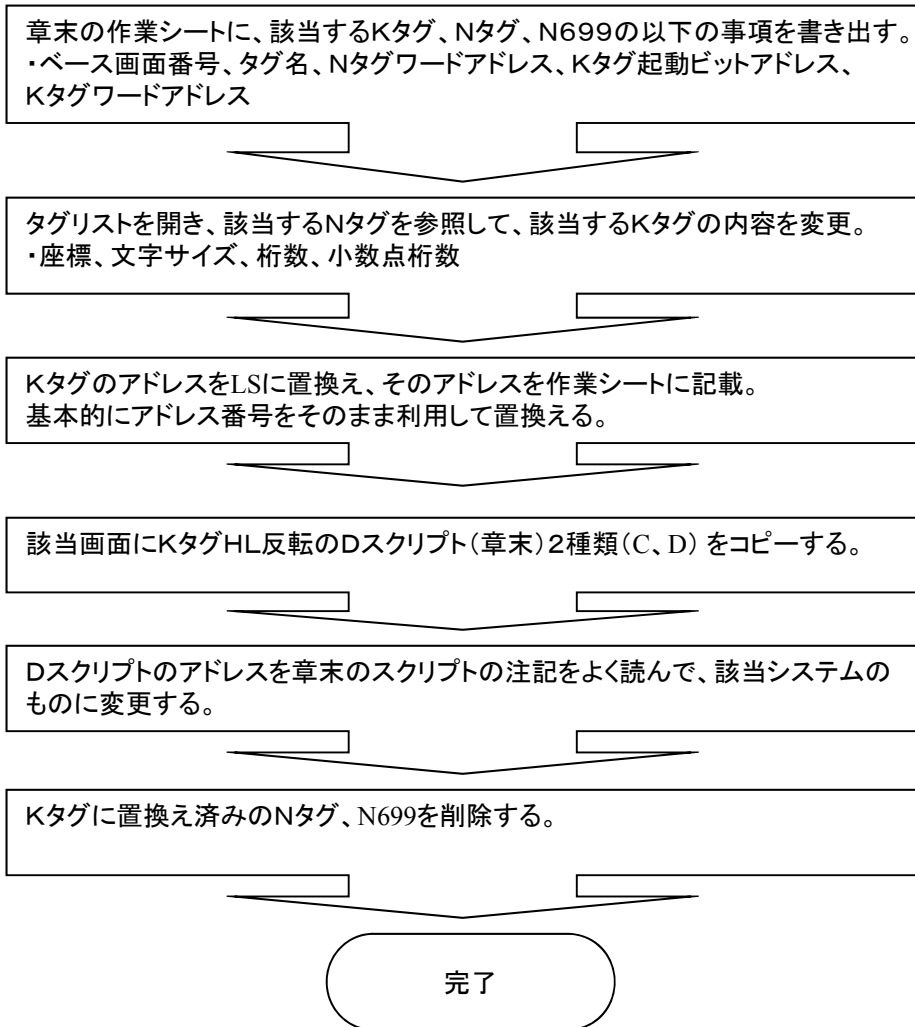 章末の作業シートに、該当するKタグ、Nタグ、N699の以下の事項を書き出す。
・ベース画面番号、タグ名、Nタグワードアドレス、Kタグ起動ビットアドレス、
Kタグワードアドレス
タグリストを開き、該当するNタグを参照して、該当するKタグの内容を変更。
・座標、文字サイズ、桁数、小数点桁数
KタグのアドレスをLSに置換え、そのアドレスを作業シートに記載。
基本的にアドレス番号をそのまま利用して置換える。
該当画面にKタグHL反転のDスクリプト（章末）2種類（C、D）をコピーする。
Dスクリプトのアドレスを章末のスクリプトの注記をよく読んで、該当システムの
ものに変更する。
Kタグに置換え済みのNタグ、N699を削除する。
完了